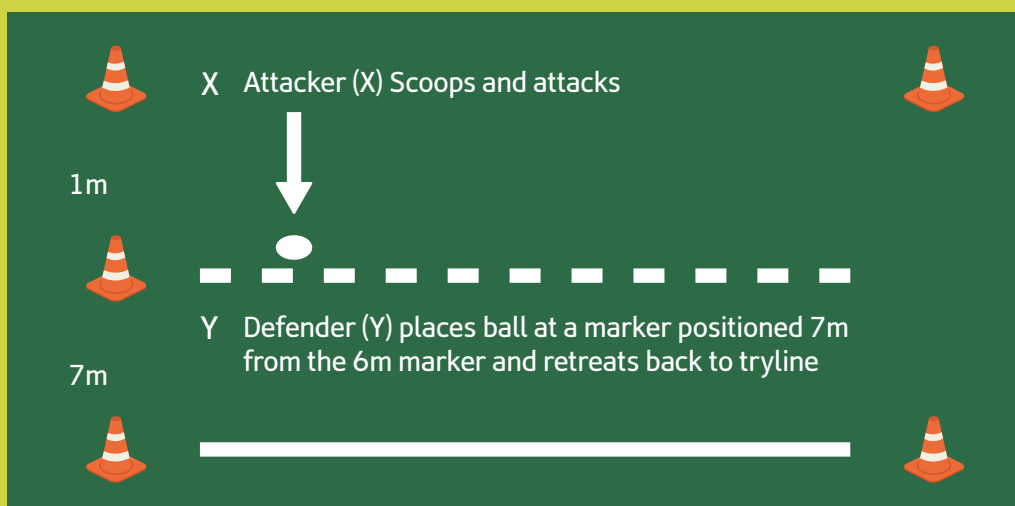 X Attacker (X) Scoops and attacks
1m
Y Defender (Y) places ball at a marker positioned 7m
from the 6m marker and retreats back to tryline
7m